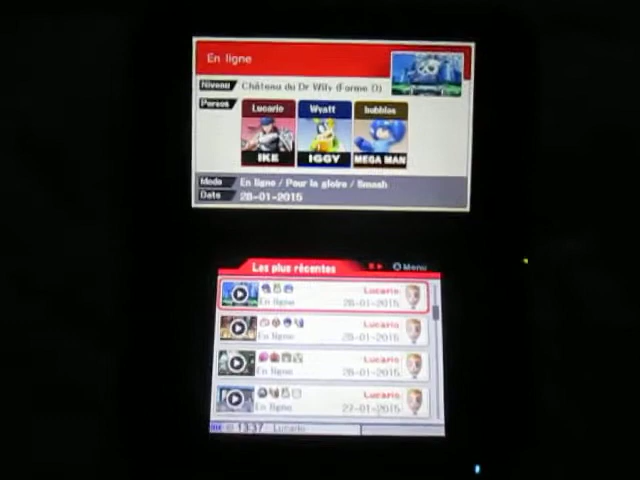 En ligne
Niveau Château du Dr Wily (Forme Ω)
Persos
Lucario Wyatt bubbles
IKE IGGY MEGA MAN
Mode En ligne / Pour la gloire / Smash
Date 28-01-2015
Les plus récentes Menu
Lucario
En ligne 28-01-2015
Lucario
En ligne 28-01-2015
Lucario
En ligne 28-01-2015
Lucario
En ligne 27-01-2015
13:37 Lucario